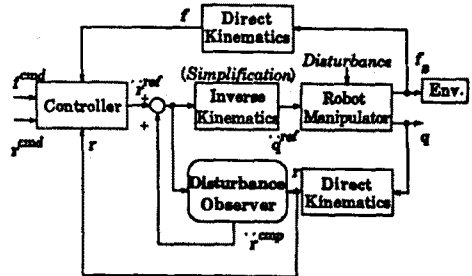 f
Direct
Kinematics
Disturbance
f_s
f^cmd
r̈^ref
(Simplification)
Controller
+
Inverse
Kinematics
Robot
Manipulator
Env.
+
r^cmd
r
q̈^ref
q
Disturbance
Observer
r
Direct
Kinematics
r̈^cmp